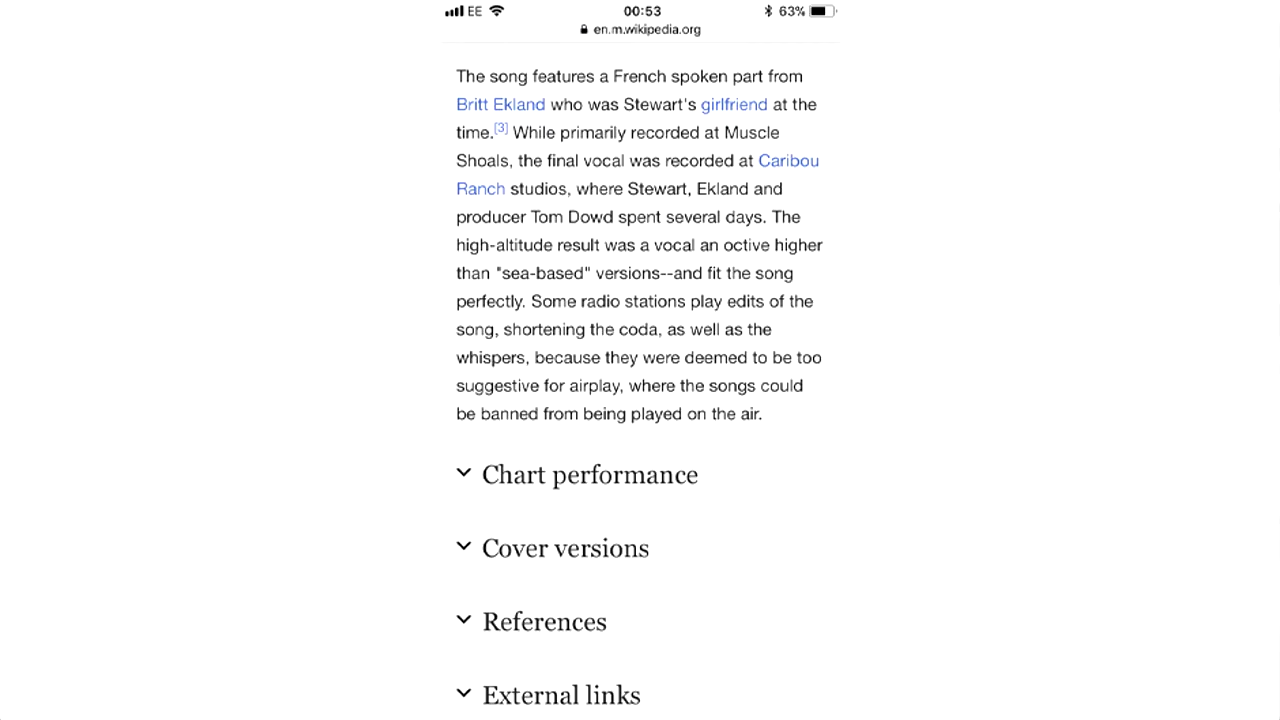 EE 00:53 63%
en.m.wikipedia.org
The song features a French spoken part from
Britt Ekland who was Stewart's girlfriend at the
time.[3] While primarily recorded at Muscle
Shoals, the final vocal was recorded at Caribou
Ranch studios, where Stewart, Ekland and
producer Tom Dowd spent several days. The
high-altitude result was a vocal an octive higher
than "sea-based" versions--and fit the song
perfectly. Some radio stations play edits of the
song, shortening the coda, as well as the
whispers, because they were deemed to be too
suggestive for airplay, where the songs could
be banned from being played on the air.
Chart performance
Cover versions
References
External links